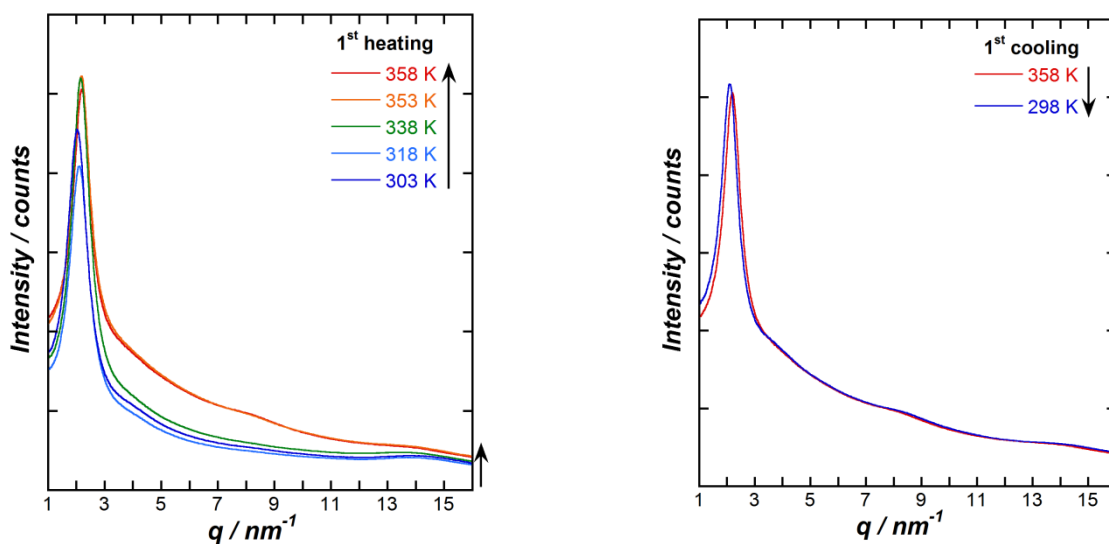 1st heating
358 K
353 K
338 K
318 K
303 K
Intensity / counts
1 3 5 7 9 11 13 15
q / nm-1
1st cooling
358 K
298 K
Intensity / counts
1 3 5 7 9 11 13 15
q / nm-1